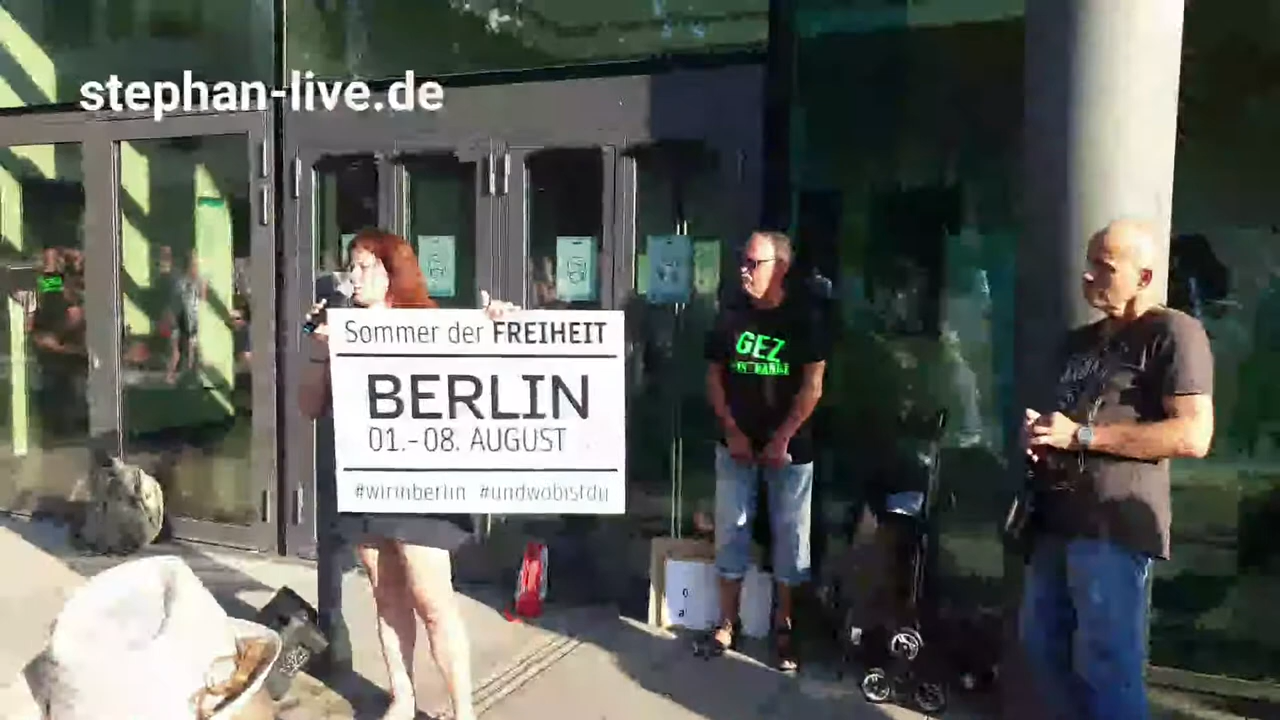 stephan-live.de
Sommer der FREIHEIT
BERLIN
01.-08. AUGUST
#wirinberlin #undwobistdu
GEZ